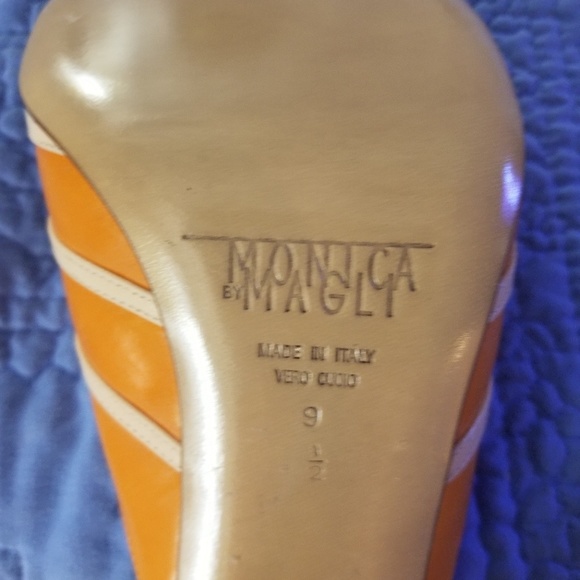 MONICA
BY MAGLI
MADE IN ITALY
VERO CUOIO
9
1/2